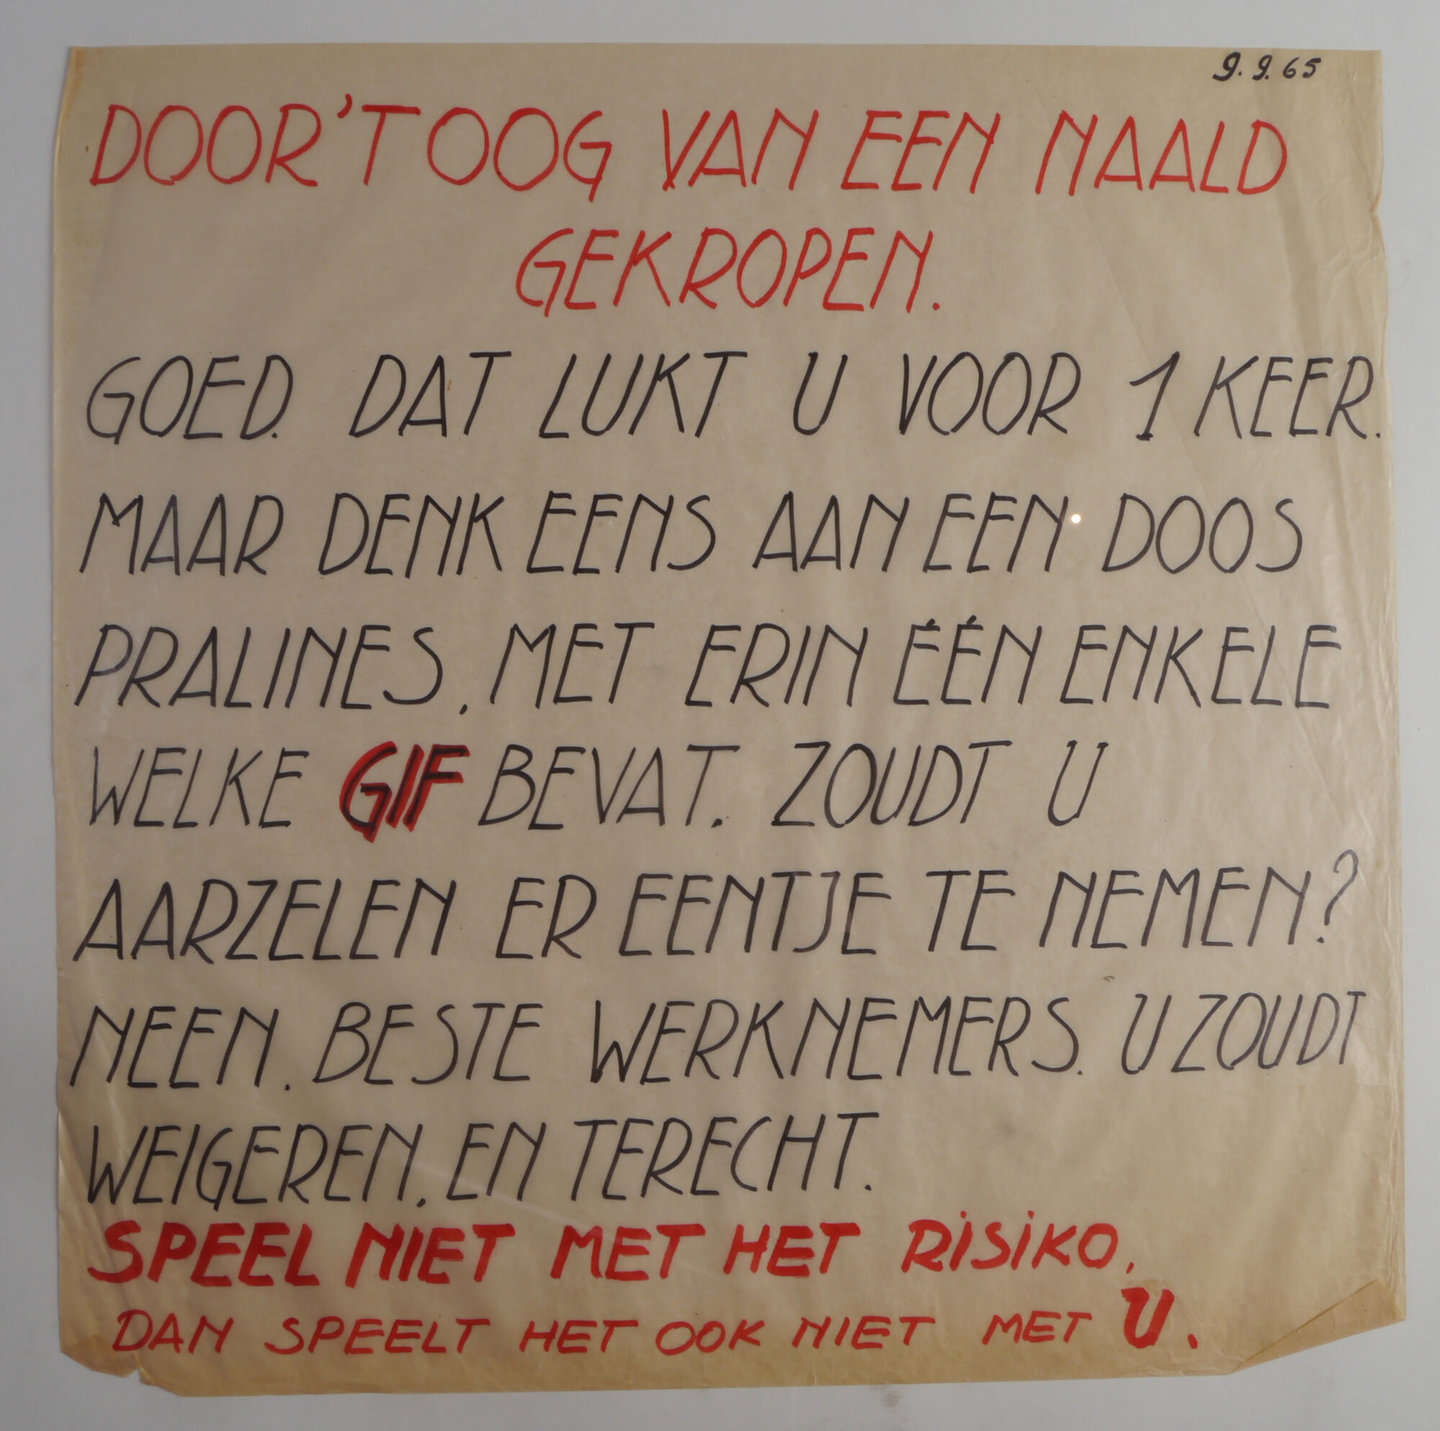 9.9.65
DOOR'T OOG VAN EEN NAALD
GEKROPEN.
GOED. DAT LUKT U VOOR 1 KEER.
MAAR DENK EENS AAN EEN DOOS
PRALINES, MET ERIN ÉÉN ENKELE
WELKE GIF BEVAT. ZOUDT U
AARZELEN ER EENTJE TE NEMEN?
NEEN. BESTE WERKNEMERS. U ZOUDT
WEIGEREN, EN TERECHT.
SPEEL NIET MET HET RiSiKO,
DAN SPEELT HET OOK NIET MET U.